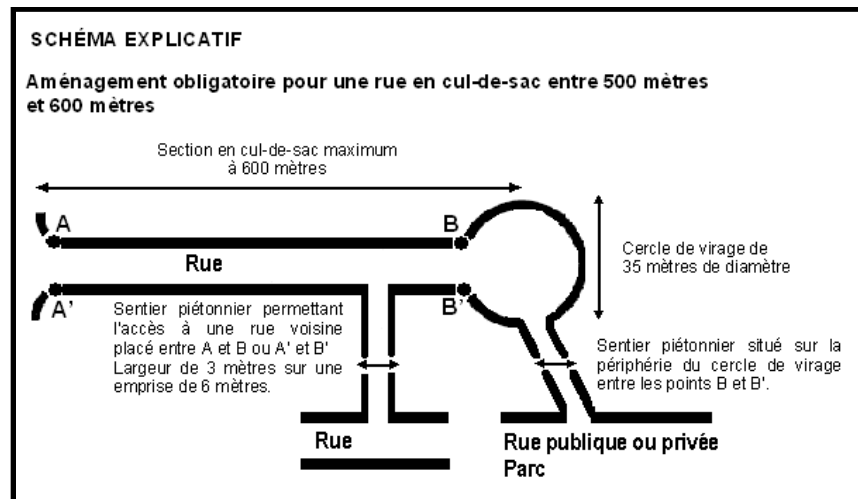 SCHÉMA EXPLICATIF
Aménagement obligatoire pour une rue en cul-de-sac entre 500 mètres
et 600 mètres
Section en cul-de-sac maximum
à 600 mètres
A
B
Rue
Cercle de virage de
35 mètres de diamètre
A'
B'
Sentier piétonnier permettant
l'accès à une rue voisine
placé entre A et B ou A' et B'
Largeur de 3 mètres sur une
emprise de 6 mètres.
Sentier piétonnier situé sur la
périphérie du cercle de virage
entre les points B et B'.
Rue
Rue publique ou privée
Parc